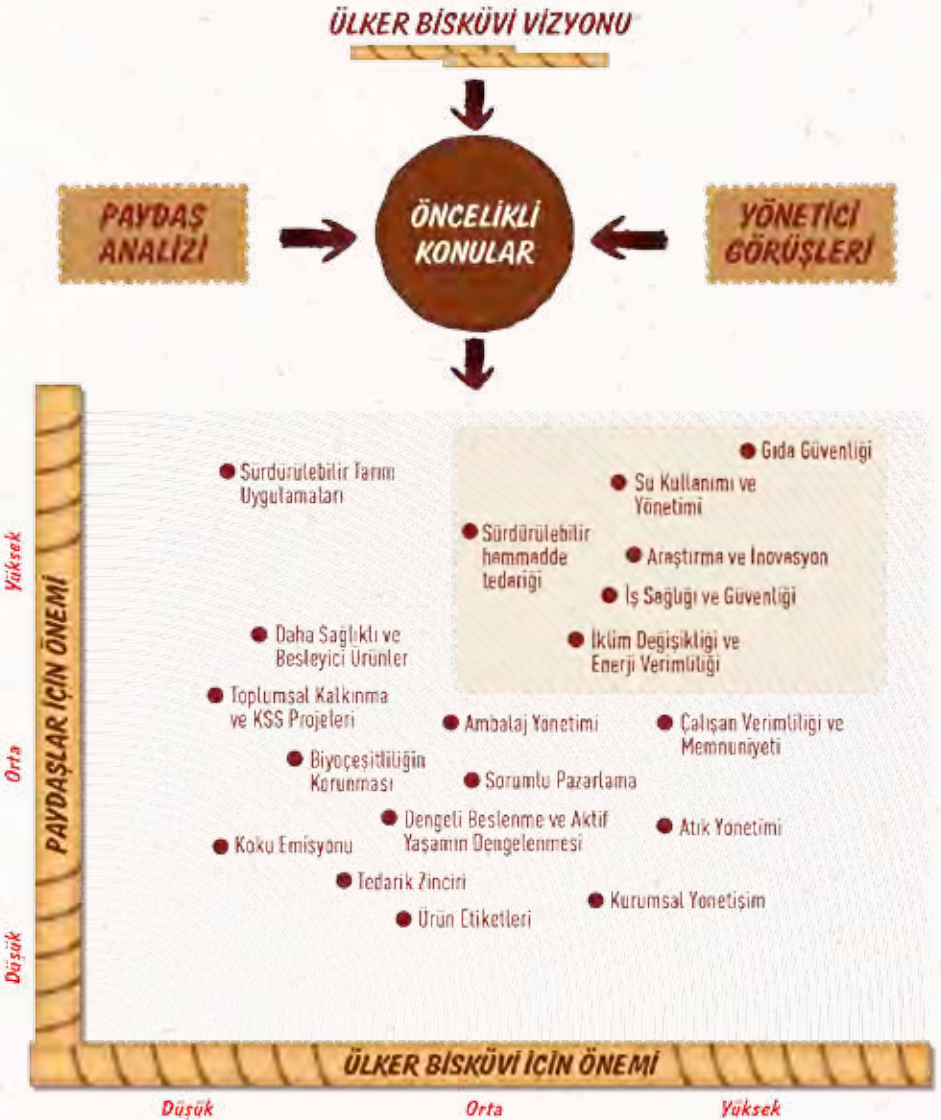 ÜLKER BİSKÜVİ VİZYONU
PAYDAŞ
ANALİZİ
ÖNCELİKLİ
KONULAR
YÖNETİCİ
GÖRÜŞLERİ
Gıda Güvenliği
Sürdürülebilir Tarım
Uygulamaları
Su Kullanımı ve
Yönetimi
Sürdürülebilir
hammadde
tedariği
Araştırma ve İnovasyon
İş Sağlığı ve Güvenliği
Daha Sağlıklı ve
Besleyici Ürünler
İklim Değişikliği ve
Enerji Verimliliği
Toplumsal Kalkınma
ve KSS Projeleri
Ambalaj Yönetimi
Çalışan Verimliliği ve
Memnuniyeti
Biyoçeşitliliğin
Korunması
Sorumlu Pazarlama
Dengeli Beslenme ve Aktif
Yaşamın Dengelenmesi
Atık Yönetimi
Koku Emisyonu
Tedarik Zinciri
Kurumsal Yönetişim
Ürün Etiketleri
Yüksek
Orta
Düşük
PAYDAŞLAR İÇİN ÖNEMİ
ÜLKER BİSKÜVİ İÇİN ÖNEMİ
Düşük
Orta
Yüksek